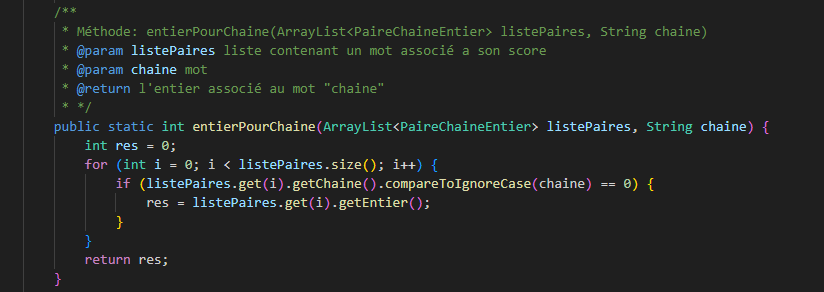 /**
* Méthode: entierPourChaine(ArrayList<PaireChaineEntier> listePaires, String chaine)
* @param listePaires liste contenant un mot associé a son score
* @param chaine mot
* @return l'entier associé au mot "chaine"
* */
public static int entierPourChaine(ArrayList<PaireChaineEntier> listePaires, String chaine) {
int res = 0;
for (int i = 0; i < listePaires.size(); i++) {
if (listePaires.get(i).getChaine().compareToIgnoreCase(chaine) == 0) {
res = listePaires.get(i).getEntier();
}
}
return res;
}